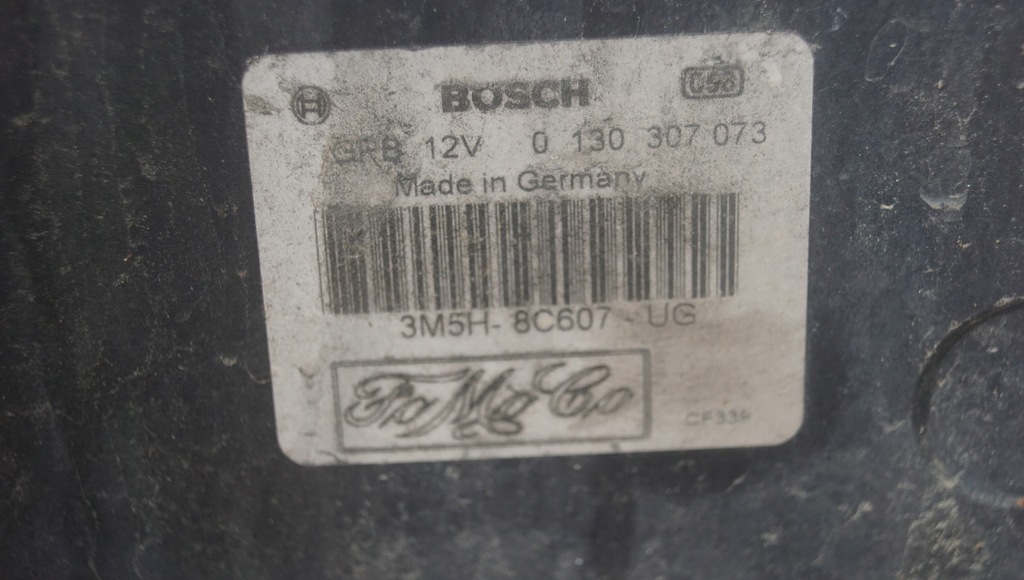 BOSCH
GPB 12V 0 130 307 073
Made in Germany
3M5H- 8C607 - UG
FoMoCo
CF339